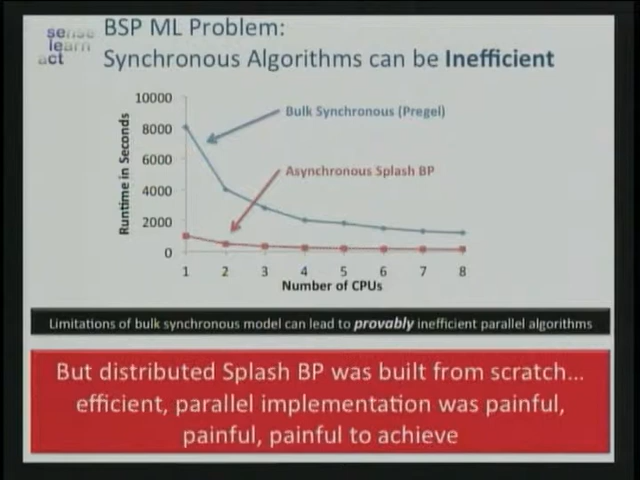 sense
learn
act
BSP ML Problem:
Synchronous Algorithms can be Inefficient
10000
8000
6000
4000
2000
0
Runtime in Seconds
Bulk Synchronous (Pregel)
Asynchronous Splash BP
1 2 3 4 5 6 7 8
Number of CPUs
Limitations of bulk synchronous model can lead to provably inefficient parallel algorithms
But distributed Splash BP was built from scratch...
efficient, parallel implementation was painful,
painful, painful to achieve